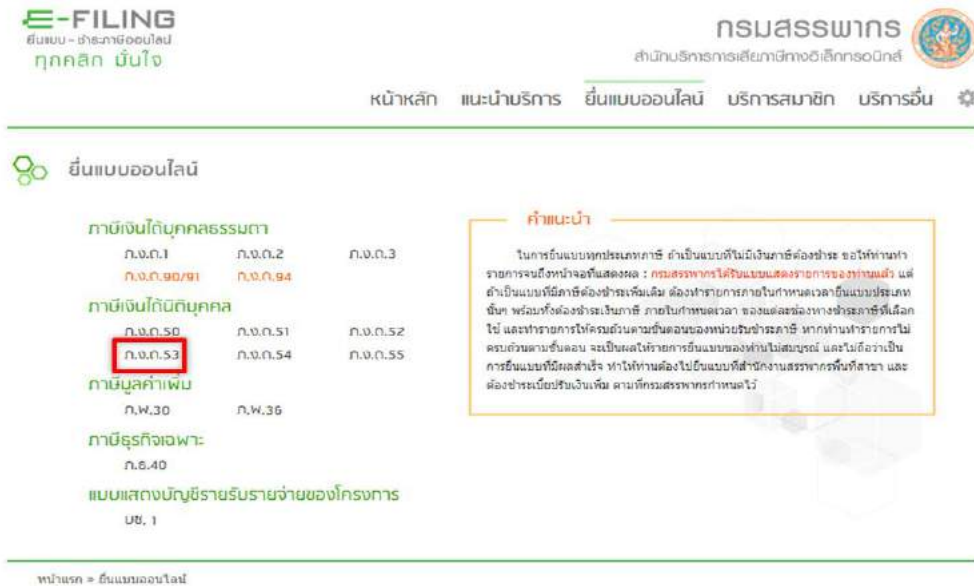 E-FILING
ยื่นแบบ - ชำระภาษีออนไลน์
ทุกคลิก มั่นใจ
กรมสรรพากร
สำนักบริหารการเสียภาษีทางอิเล็กทรอนิกส์
หน้าหลัก แนะนำบริการ ยื่นแบบออนไลน์ บริการสมาชิก บริการอื่น
ยื่นแบบออนไลน์
ภาษีเงินได้บุคคลธรรมดา
ภ.ง.ด.1 ภ.ง.ด.2 ภ.ง.ด.3
ภ.ง.ด.90/91 ภ.ง.ด.94
ภาษีเงินได้นิติบุคคล
ภ.ง.ด.50 ภ.ง.ด.51 ภ.ง.ด.52
ภ.ง.ด.53 ภ.ง.ด.54 ภ.ง.ด.55
ภาษีมูลค่าเพิ่ม
ภ.พ.30 ภ.พ.36
ภาษีธุรกิจเฉพาะ
ภ.ธ.40
แบบแสดงบัญชีรายรับรายจ่ายของโครงการ
บช. 1
คำแนะนำ
ในการยื่นแบบทุกประเภทภาษี ถ้าเป็นแบบที่ไม่มีเงินภาษีต้องชำระ ขอให้ท่านทำ
รายการจนถึงหน้าจอที่แสดงผล : กรมสรรพากรได้รับแบบแสดงรายการของท่านแล้ว แต่
ถ้าเป็นแบบที่มีภาษีต้องชำระเพิ่มเติม ต้องทำรายการภายในกำหนดเวลายื่นแบบประเภท
นั้นๆ พร้อมทั้งต้องชำระเงินภาษี ภายในกำหนดเวลา ของแต่ละช่องทางชำระภาษีที่เลือก
ใช้ และทำรายการให้ครบถ้วนตามขั้นตอนของหน่วยรับชำระภาษี หากท่านทำรายการไม่
ครบถ้วนตามขั้นตอน จะเป็นผลให้รายการยื่นแบบของท่านไม่สมบูรณ์ และไม่ถือว่าเป็น
การยื่นแบบที่มีผลสำเร็จ ทำให้ท่านต้องไปยื่นแบบที่สำนักงานสรรพากรพื้นที่สาขา และ
ต้องชำระเบี้ยปรับเงินเพิ่ม ตามที่กรมสรรพากรกำหนดไว้
หน้าแรก » ยื่นแบบออนไลน์